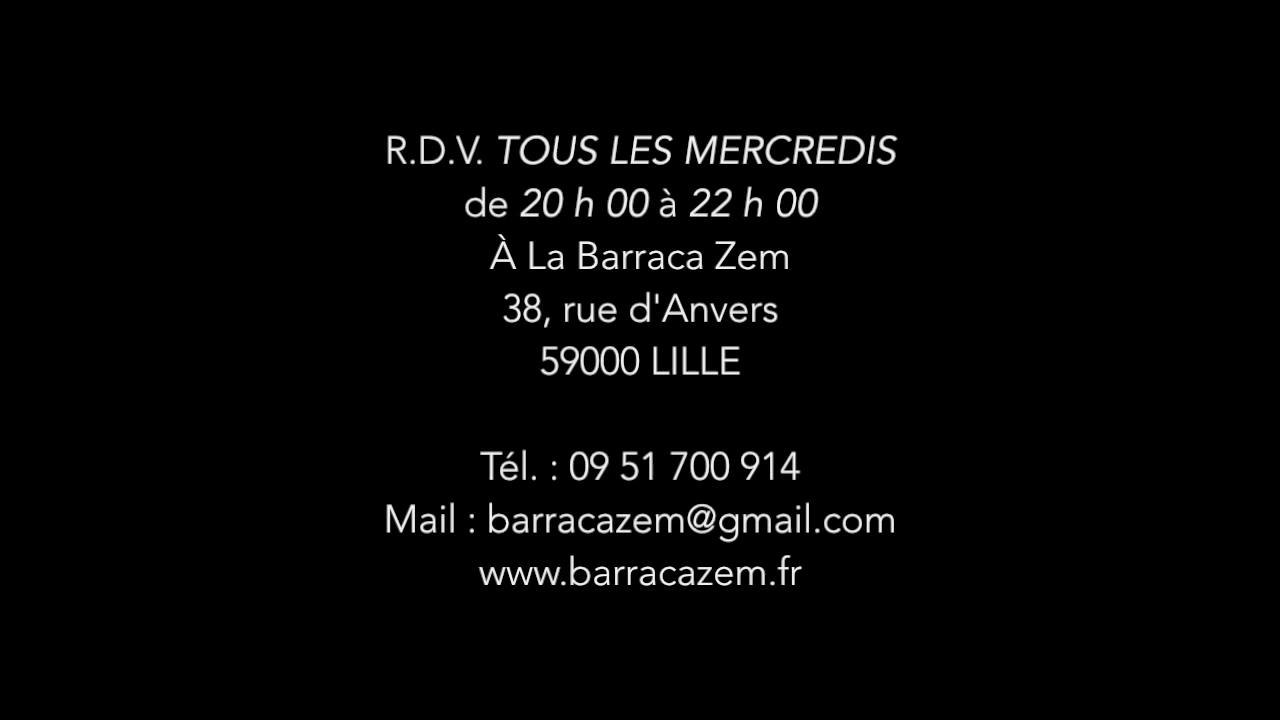 R.D.V. TOUS LES MERCREDIS
de 20 h 00 à 22 h 00
À La Barraca Zem
38, rue d'Anvers
59000 LILLE
Tél. : 09 51 700 914
Mail : barracazem@gmail.com
www.barracazem.fr